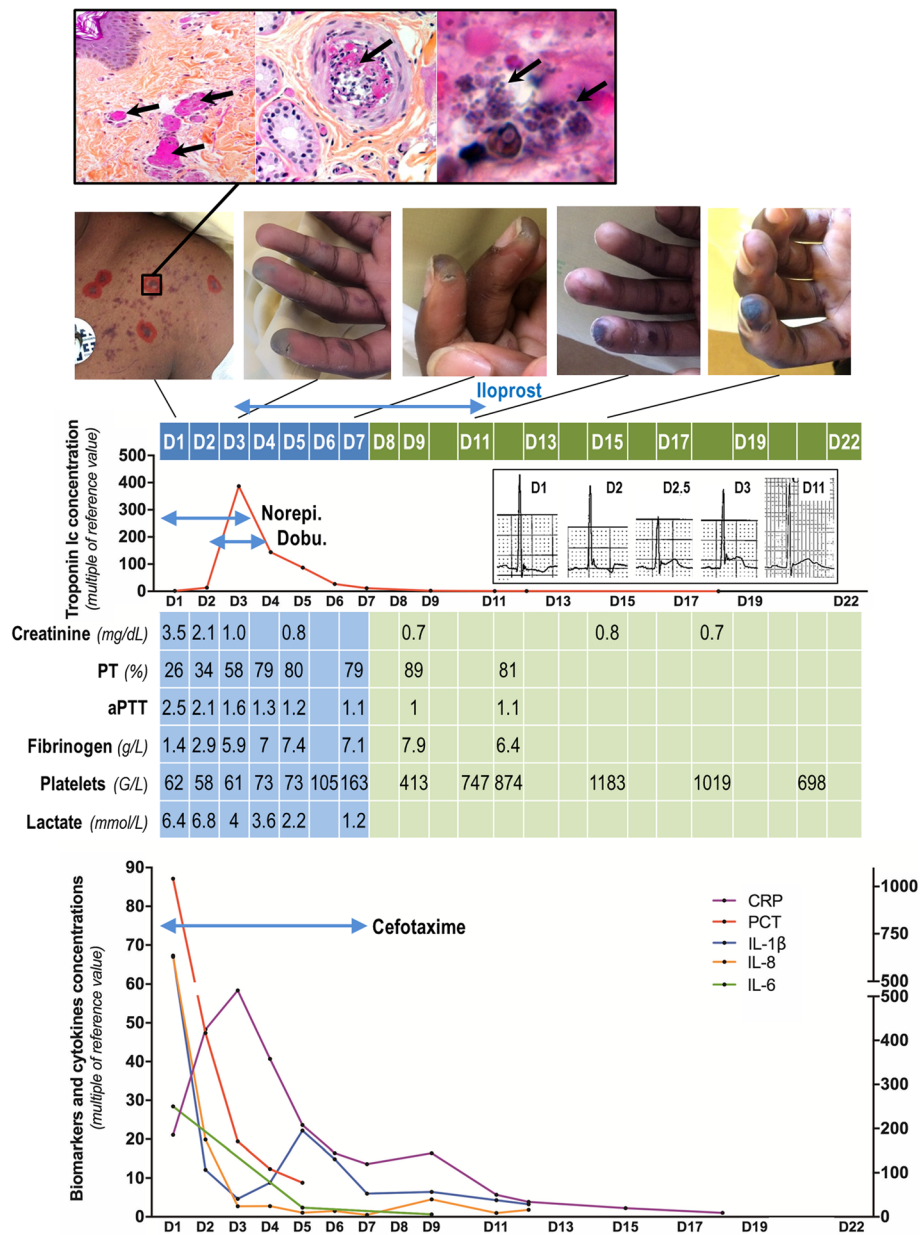 Iloprost
D1 D2 D3 D4 D5 D6 D7 D8 D9 D11 D13 D15 D17 D19 D22
Troponin Ic concentration
(multiple of reference value)
500
400
300
200
100
0
Norepi.
Dobu.
D1 D2 D2.5 D3 D11
D1 D2 D3 D4 D5 D6 D7 D8 D9 D11 D13 D15 D17 D19 D22
Creatinine (mg/dL) 3.5 2.1 1.0 0.8 0.7 0.8 0.7
PT (%) 26 34 58 79 80 79 89 81
aPTT 2.5 2.1 1.6 1.3 1.2 1.1 1 1.1
Fibrinogen (g/L) 1.4 2.9 5.9 7 7.4 7.1 7.9 6.4
Platelets (G/L) 62 58 61 73 73 105 163 413 747 874 1183 1019 698
Lactate (mmol/L) 6.4 6.8 4 3.6 2.2 1.2
Biomarkers and cytokines concentrations
(multiple of reference value)
90
80
70
60
50
40
30
20
10
0
Cefotaxime
CRP
PCT
IL-1β
IL-8
IL-6
1000
750
500
500
400
300
200
100
0
D1 D2 D3 D4 D5 D6 D7 D8 D9 D11 D13 D15 D17 D19 D22